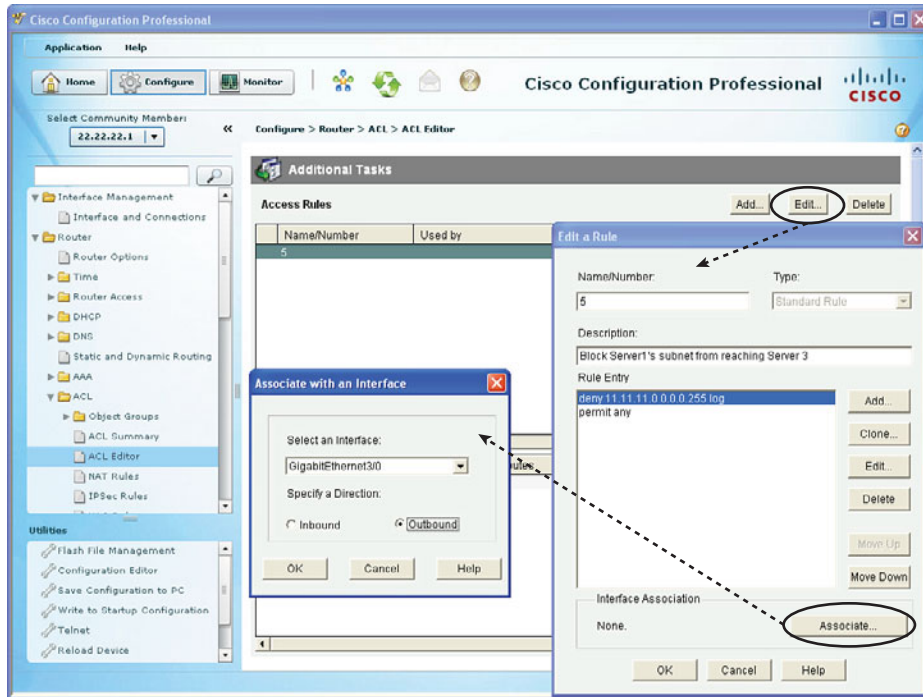 Cisco Configuration Professional
Application Help
Home Configure Monitor
Cisco Configuration Professional
CISCO
Select Community Member:
22.22.22.1
Configure > Router > ACL > ACL Editor
Interface Management
Interface and Connections
Router
Router Options
Time
Router Access
DHCP
DNS
Static and Dynamic Routing
AAA
ACL
Object Groups
ACL Summary
ACL Editor
NAT Rules
IPSec Rules
Utilities
Flash File Management
Configuration Editor
Save Configuration to PC
Write to Startup Configuration
Telnet
Reload Device
Additional Tasks
Access Rules
Add... Edit... Delete
Name/Number Used by
5
Edit a Rule
Name/Number: Type:
5 Standard Rule
Description:
Block Server1's subnet from reaching Server 3
Rule Entry
deny 11.11.11.0 0.0.0.255 log
permit any
Add...
Clone...
Edit...
Delete
Move Up
Move Down
Interface Association
None. Associate...
OK Cancel Help
Associate with an Interface
Select an Interface:
GigabitEthernet3/0
Specify a Direction:
Inbound Outbound
OK Cancel Help